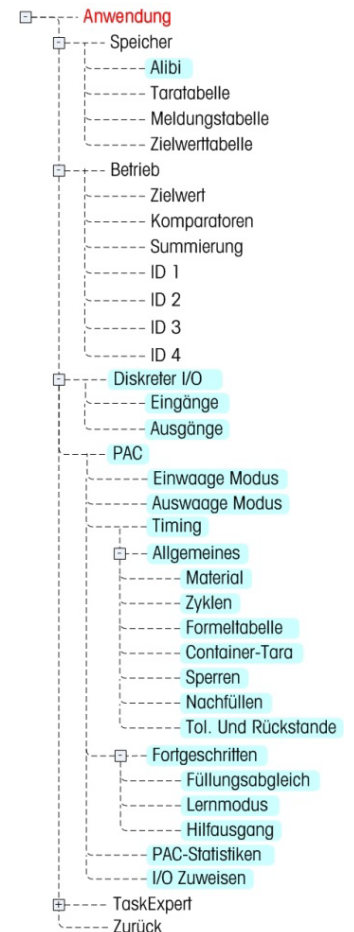 Anwendung
Speicher
Alibi
Taratabelle
Meldungstabelle
Zielwerttabelle
Betrieb
Zielwert
Komparatoren
Summierung
ID 1
ID 2
ID 3
ID 4
Diskreter I/O
Eingänge
Ausgänge
PAC
Einwaage Modus
Auswaage Modus
Timing
Allgemeines
Material
Zyklen
Formeltabelle
Container-Tara
Sperren
Nachfüllen
Tol. Und Rückstande
Fortgeschritten
Füllungsabgleich
Lernmodus
Hilfausgang
PAC-Statistiken
I/O Zuweisen
TaskExpert
Zurück